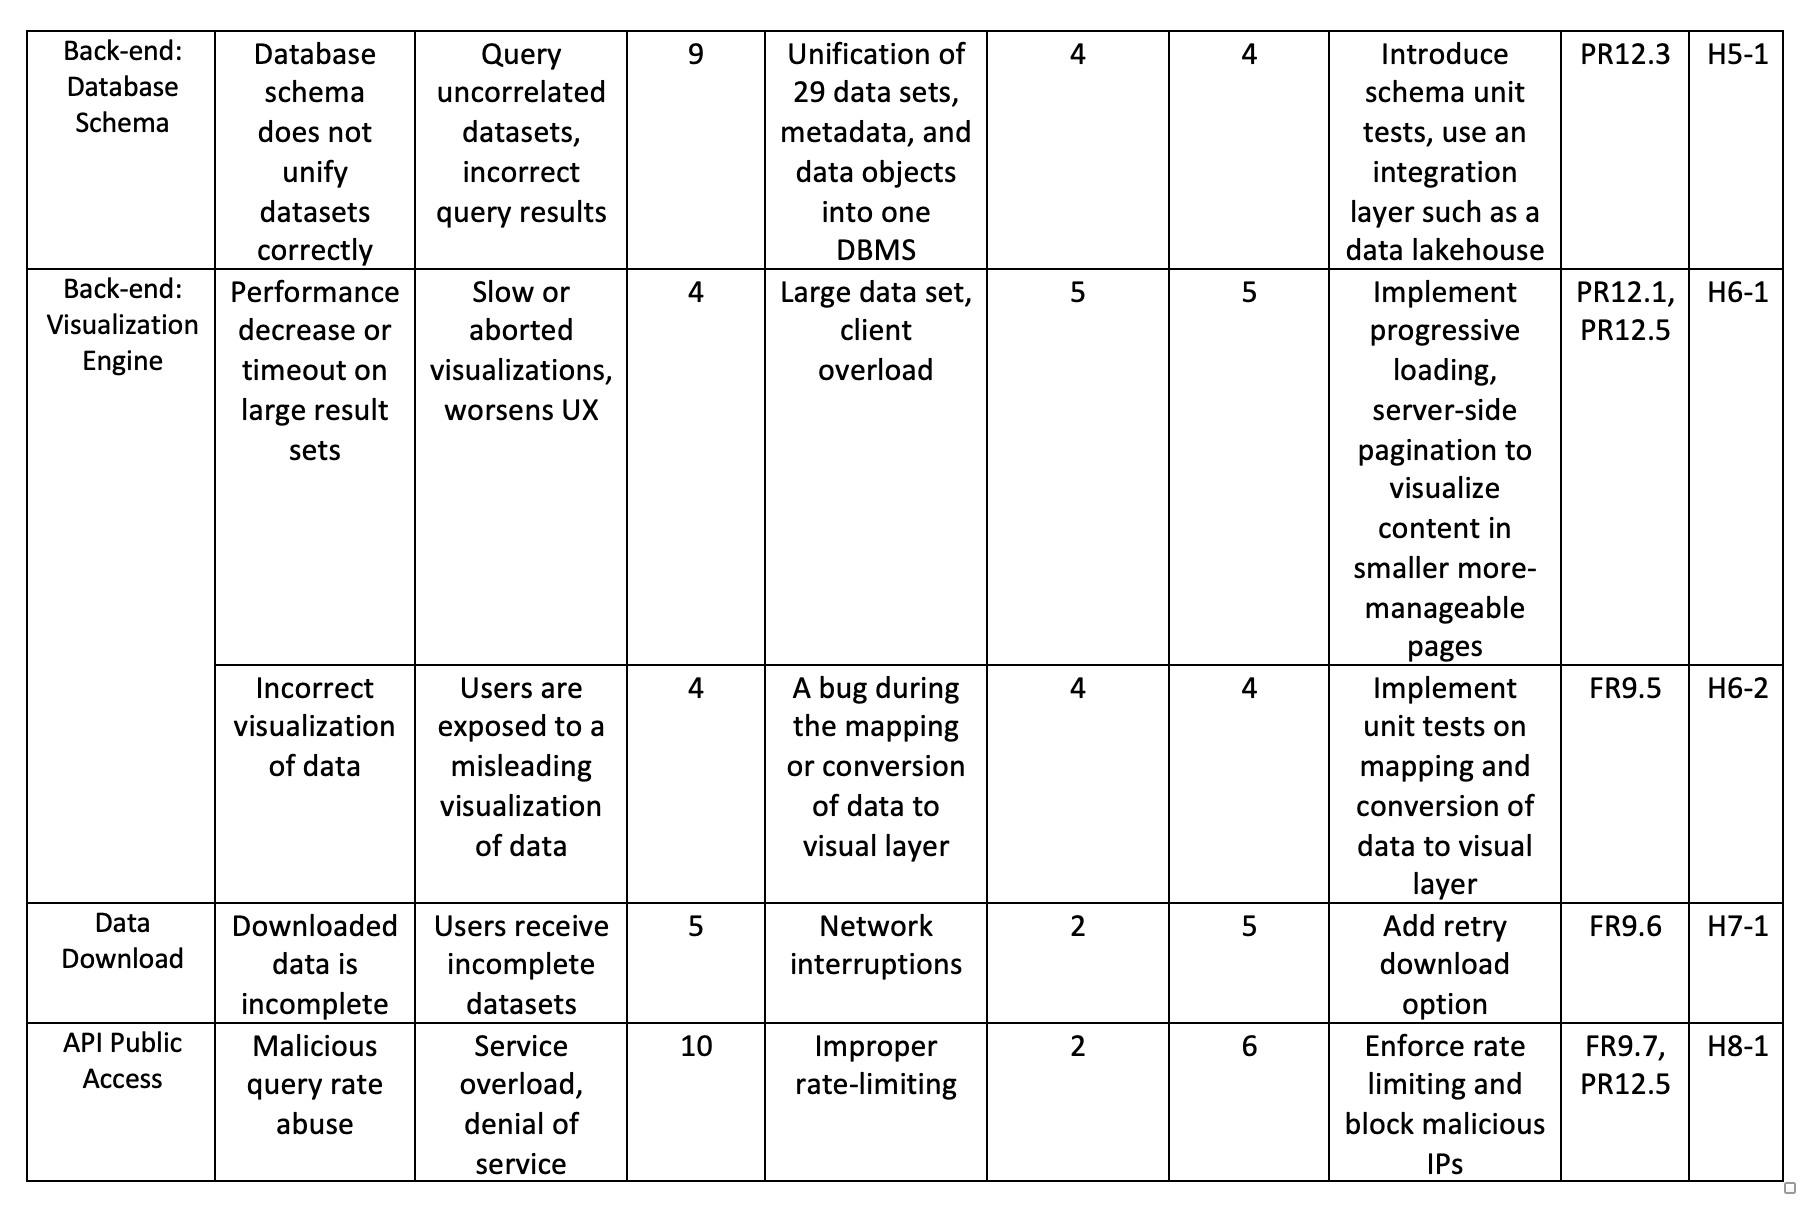 Back-end:
Database
Schema
Database
schema
does not
unify
datasets
correctly
Query
uncorrelated
datasets,
incorrect
query results
9
Unification of
29 data sets,
metadata, and
data objects
into one
DBMS
4
4
Introduce
schema unit
tests, use an
integration
layer such as a
data lakehouse
PR12.3
H5-1
Back-end:
Visualization
Engine
Performance
decrease or
timeout on
large result
sets
Slow or
aborted
visualizations,
worsens UX
4
Large data set,
client
overload
5
5
Implement
progressive
loading,
server-side
pagination to
visualize
content in
smaller more-
manageable
pages
PR12.1,
PR12.5
H6-1
Incorrect
visualization
of data
Users are
exposed to a
misleading
visualization
of data
4
A bug during
the mapping
or conversion
of data to
visual layer
4
4
Implement
unit tests on
mapping and
conversion of
data to visual
layer
FR9.5
H6-2
Data
Download
Downloaded
data is
incomplete
Users receive
incomplete
datasets
5
Network
interruptions
2
5
Add retry
download
option
FR9.6
H7-1
API Public
Access
Malicious
query rate
abuse
Service
overload,
denial of
service
10
Improper
rate-limiting
2
6
Enforce rate
limiting and
block malicious
IPs
FR9.7,
PR12.5
H8-1